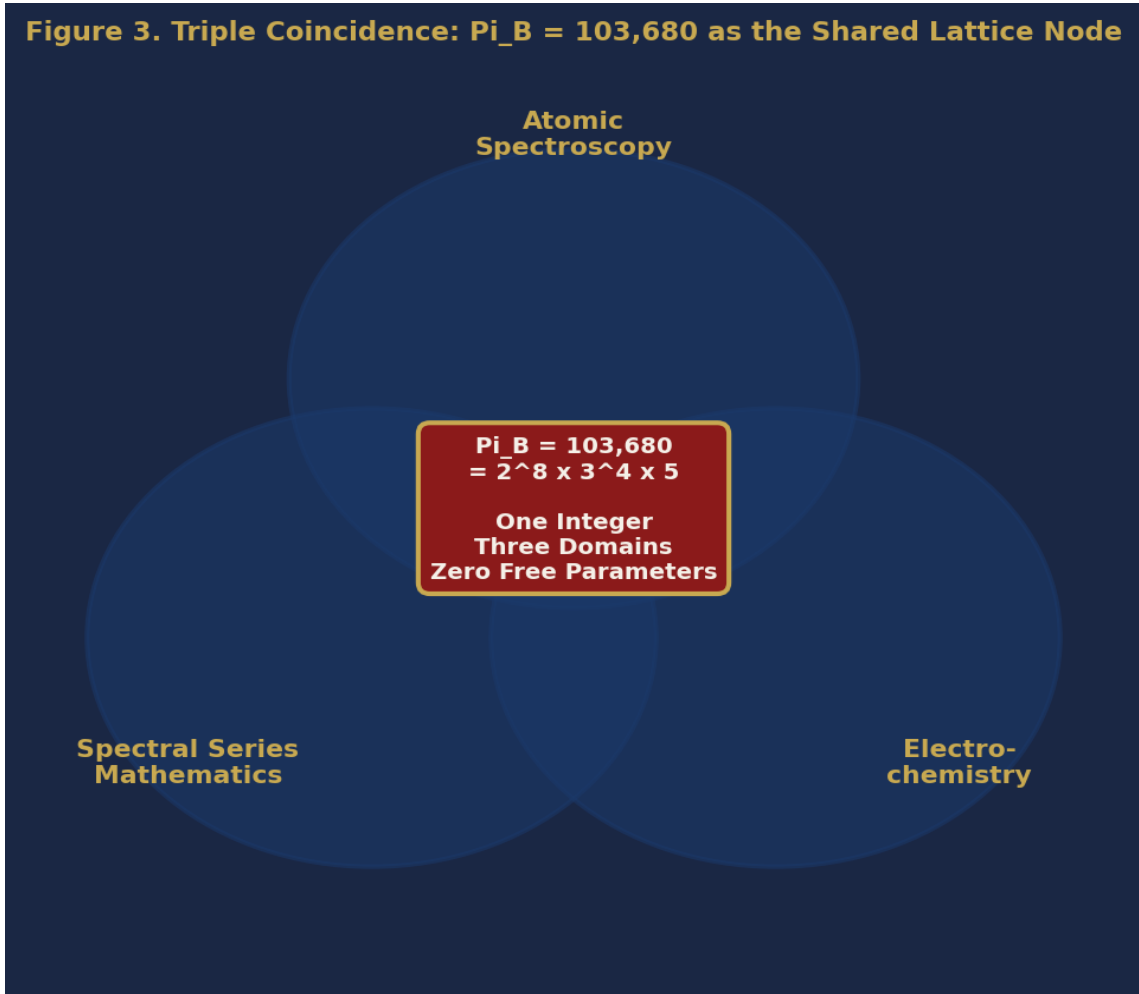 Figure 3. Triple Coincidence: Pi_B = 103,680 as the Shared Lattice Node
Atomic
Spectroscopy
Pi_B = 103,680
= 2^8 x 3^4 x 5
One Integer
Three Domains
Zero Free Parameters
Spectral Series
Mathematics
Electro-
chemistry